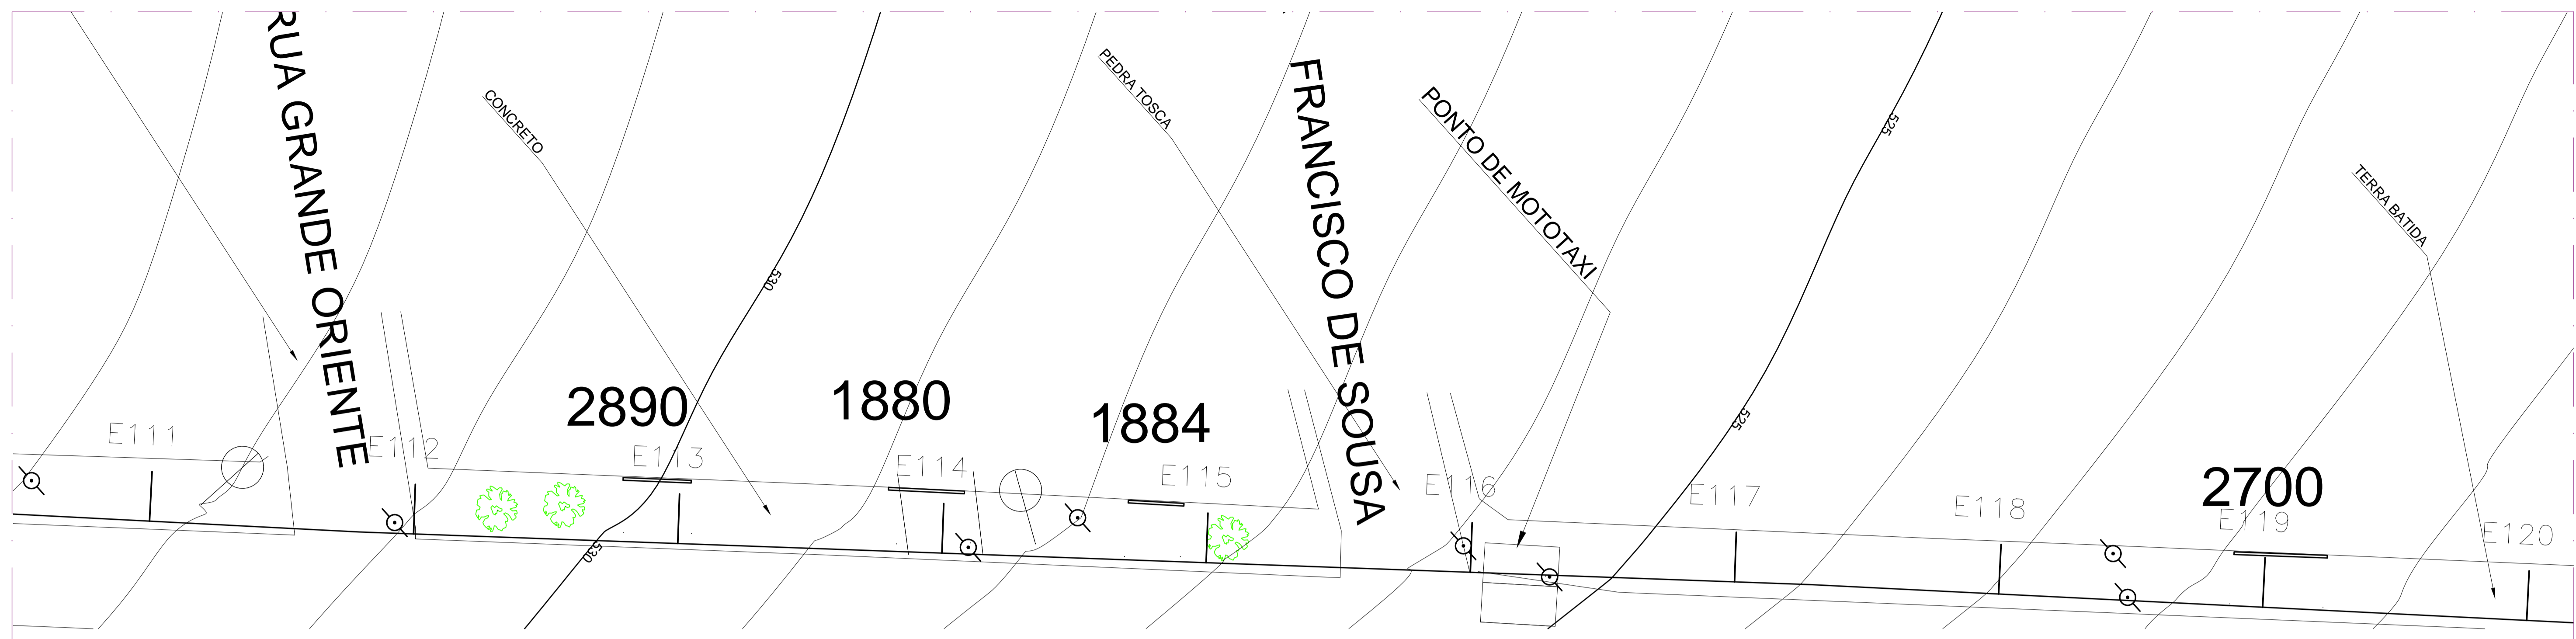 RUA GRANDE ORIENTE
CONCRETO
PEDRA TOSCA
FRANCISCO DE SOUSA
PONTO DE MOTOTAXI
525
TERRA BATIDA
530
2890
1880
1884
525
2700
E111
E112
E113
E114
E115
E116
E117
E118
E119
E120
530